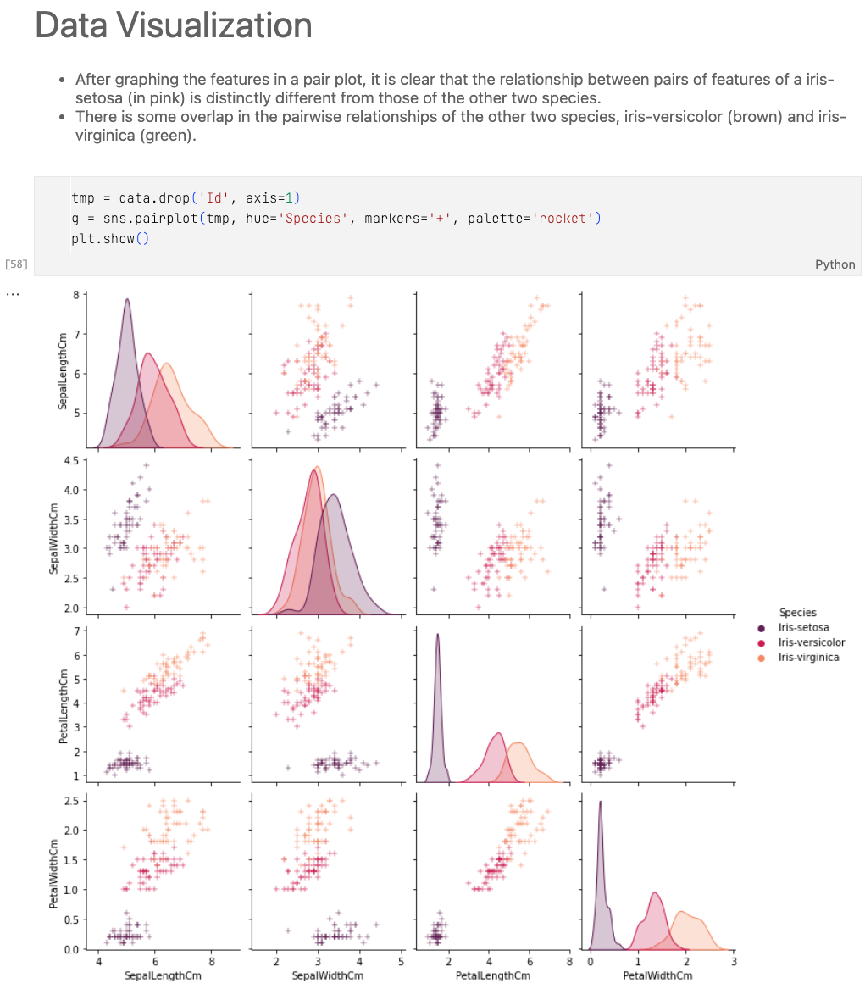 Data Visualization
• After graphing the features in a pair plot, it is clear that the relationship between pairs of features of a iris-
setosa (in pink) is distinctly different from those of the other two species.
• There is some overlap in the pairwise relationships of the other two species, iris-versicolor (brown) and iris-
virginica (green).
tmp = data.drop('Id', axis=1)
g = sns.pairplot(tmp, hue='Species', markers='+', palette='rocket')
plt.show()
[58]
Python
...
SepalLengthCm
8
7
6
5
SepalWidthCm
4.5
4.0
3.5
3.0
2.5
2.0
Species
Iris-setosa
Iris-versicolor
Iris-virginica
PetalLengthCm
7
6
5
4
3
2
1
PetalWidthCm
2.5
2.0
1.5
1.0
0.5
0.0
4 6 8 2 3 4 5 2 4 6 8 0 1 2 3
SepalLengthCm SepalWidthCm PetalLengthCm PetalWidthCm